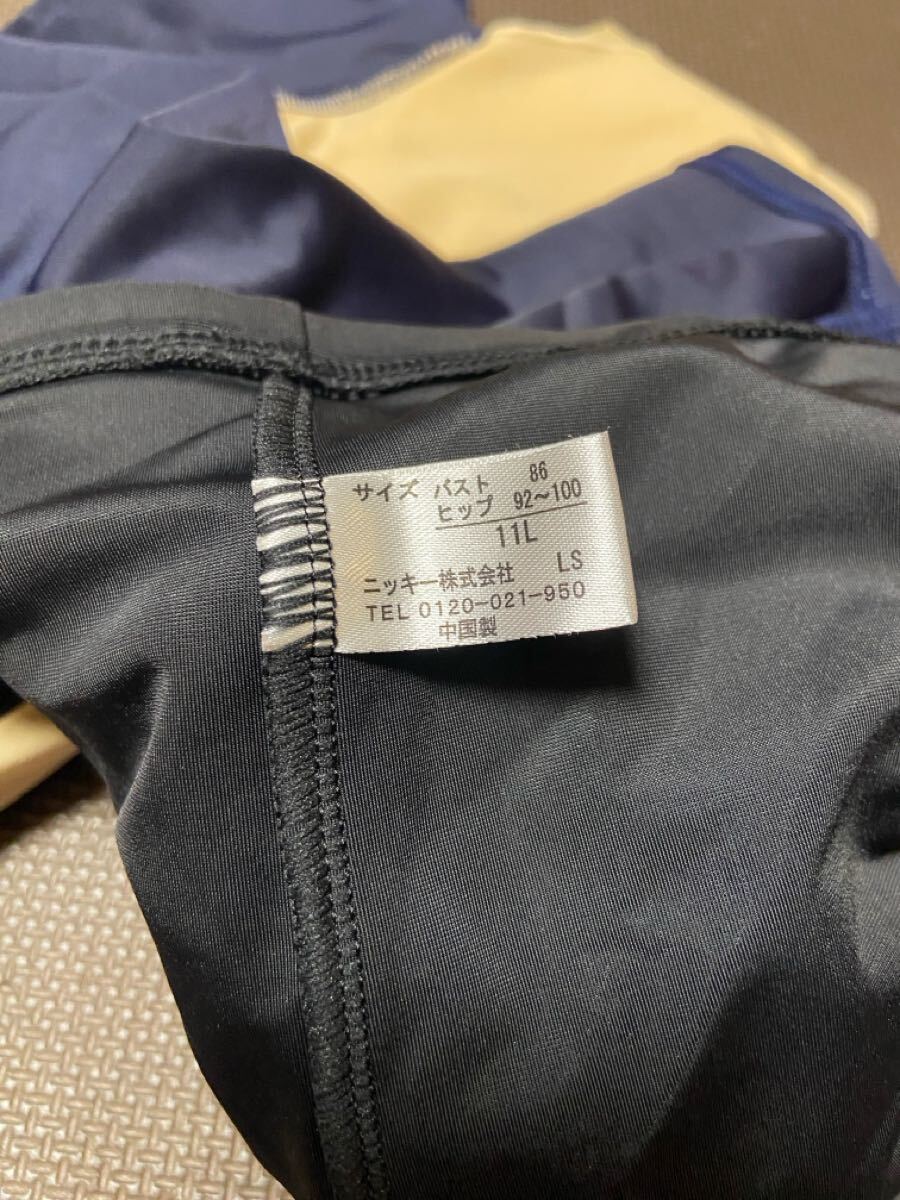 サイズ バスト 86
ヒップ 92～100
11L
ニッキー株式会社 LS
TEL 0120-021-950
中国製